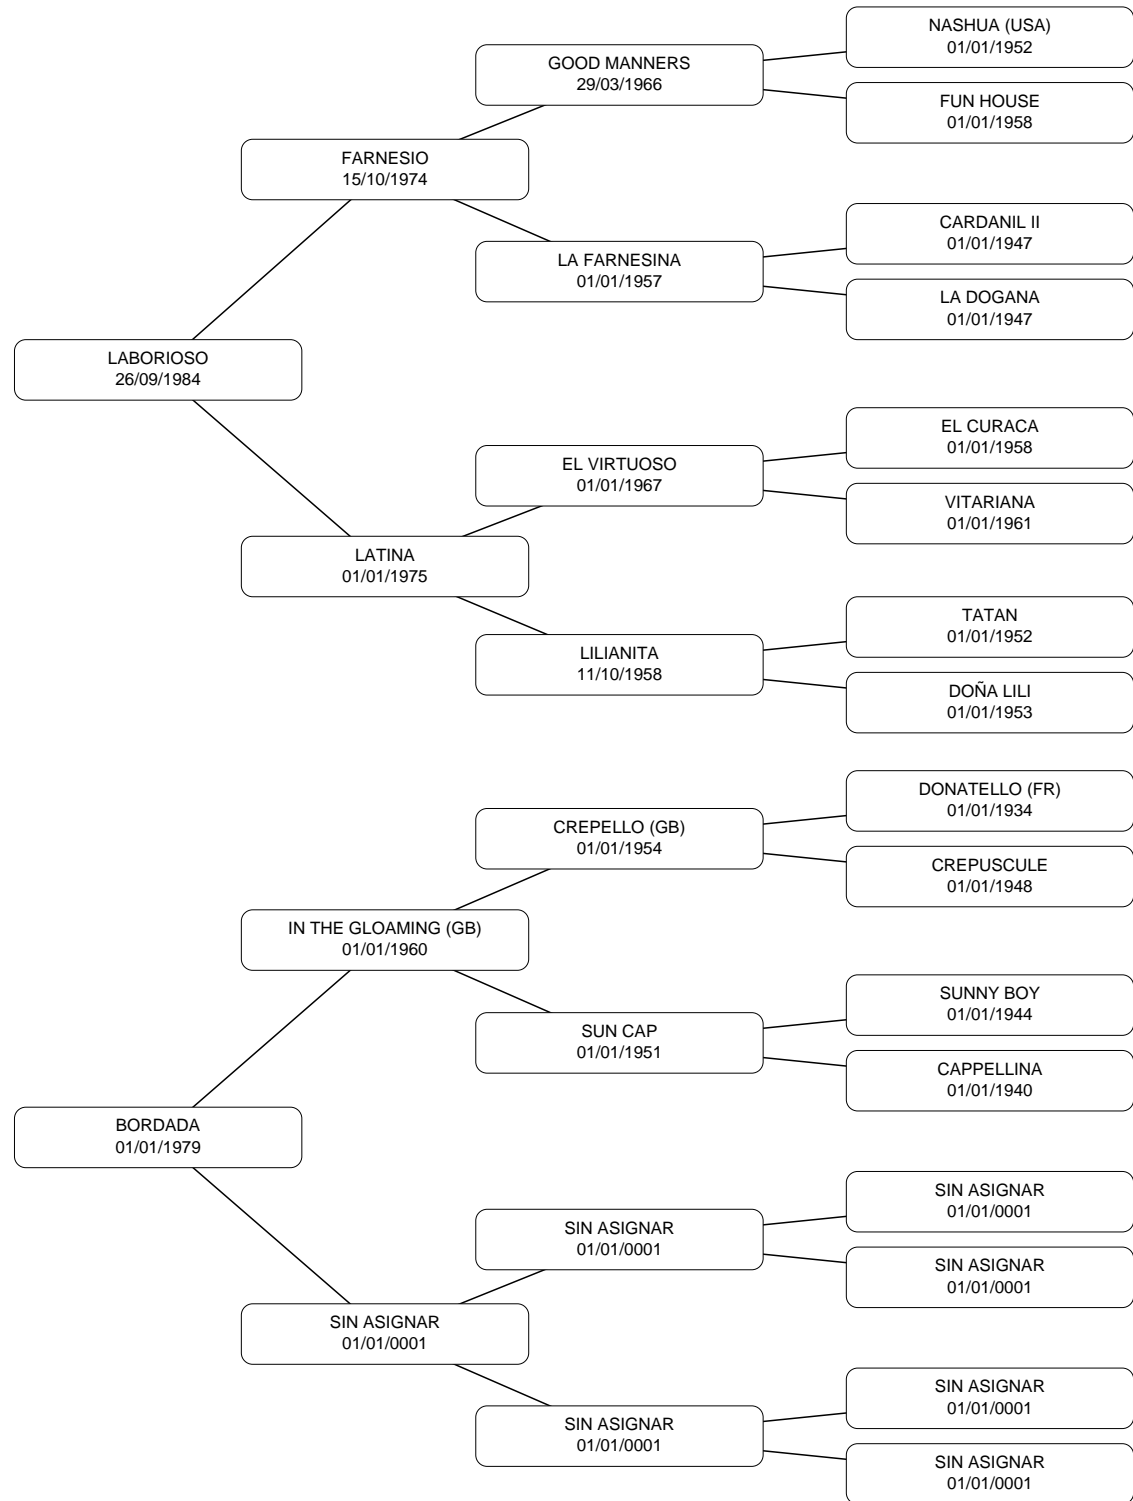 NASHUA (USA)
01/01/1952
GOOD MANNERS
29/03/1966
FUN HOUSE
01/01/1958
FARNESIO
15/10/1974
CARDANIL II
01/01/1947
LA FARNESINA
01/01/1957
LA DOGANA
01/01/1947
LABORIOSO
26/09/1984
EL CURACA
01/01/1958
EL VIRTUOSO
01/01/1967
VITARIANA
01/01/1961
LATINA
01/01/1975
TATAN
01/01/1952
LILIANITA
11/10/1958
DOÑA LILI
01/01/1953
DONATELLO (FR)
01/01/1934
CREPELLO (GB)
01/01/1954
CREPUSCULE
01/01/1948
IN THE GLOAMING (GB)
01/01/1960
SUNNY BOY
01/01/1944
SUN CAP
01/01/1951
CAPPELLINA
01/01/1940
BORDADA
01/01/1979
SIN ASIGNAR
01/01/0001
SIN ASIGNAR
01/01/0001
SIN ASIGNAR
01/01/0001
SIN ASIGNAR
01/01/0001
SIN ASIGNAR
01/01/0001
SIN ASIGNAR
01/01/0001
SIN ASIGNAR
01/01/0001